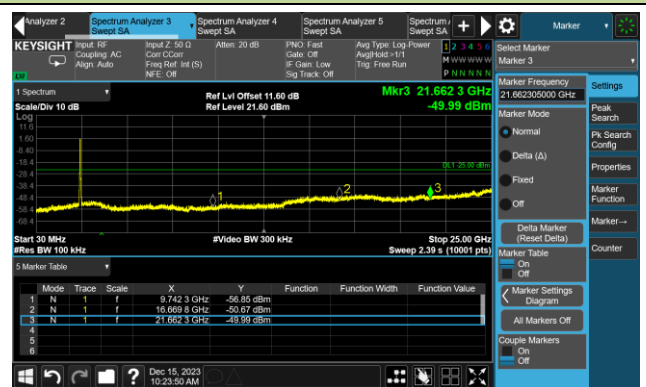 Analyzer 2
Spectrum Analyzer 3
Swept SA
Spectrum Analyzer 4
Swept SA
Spectrum Analyzer 5
Swept SA
Spectrum
Swept SA
Marker
KEYSIGHT
Input: RF
Coupling: AC
Align: Auto
Input Z: 50 Ω
Corr CCorr
Freq Ref: Int (S)
NFE: Off
Atten: 20 dB
PNO: Fast
Gate: Off
IF Gain: Low
Sig Track: Off
Avg Type: Log-Power
Avg|Hold:>1/1
Trig: Free Run
1 2 3 4 5 6
M W W W W W
P N N N N N
LW
Select Marker
Marker 3
1 Spectrum
Scale/Div 10 dB
Log
Ref Lvl Offset 11.60 dB
Ref Level 21.60 dBm
Mkr3 21.662 3 GHz
-49.99 dBm
11.6
1.60
-8.40
-18.4
-28.4
-38.4
-48.4
-58.4
-68.4
DL1 -25.00 dBm
1
2
3
Start 30 MHz
#Res BW 100 kHz
#Video BW 300 kHz
Stop 25.00 GHz
Sweep 2.39 s (10001 pts)
5 Marker Table
Mode Trace Scale X Y Function Function Width Function Value
1 N 1 f 9.742 3 GHz -56.85 dBm
2 N 1 f 16.669 8 GHz -50.67 dBm
3 N 1 f 21.662 3 GHz -49.99 dBm
4
5
6
Marker Frequency
21.662305000 GHz
Marker Mode
Normal
Delta (Δ)
Fixed
Off
Delta Marker
(Reset Delta)
Marker Table
On
Off
Marker Settings
Diagram
All Markers Off
Couple Markers
On
Off
Settings
Peak
Search
Pk Search
Config
Properties
Marker
Function
Marker→
Counter
Dec 15, 2023
10:23:50 AM